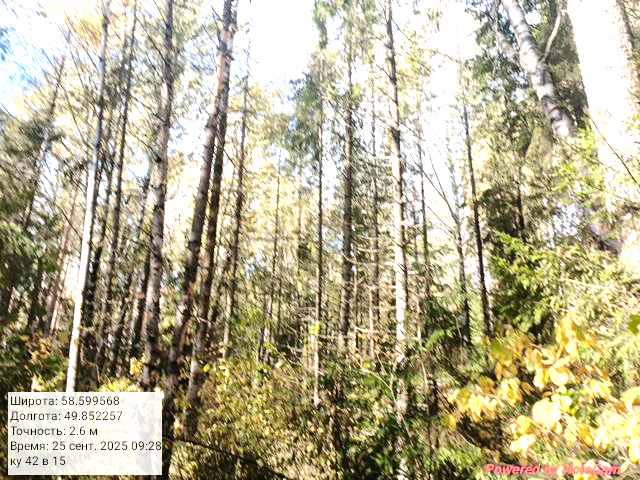 Широта: 58.599568
Долгота: 49.852257
Точность: 2.6 м
Время: 25 сент. 2025 09:28
ку 42 в 15
Powered by NoteCam